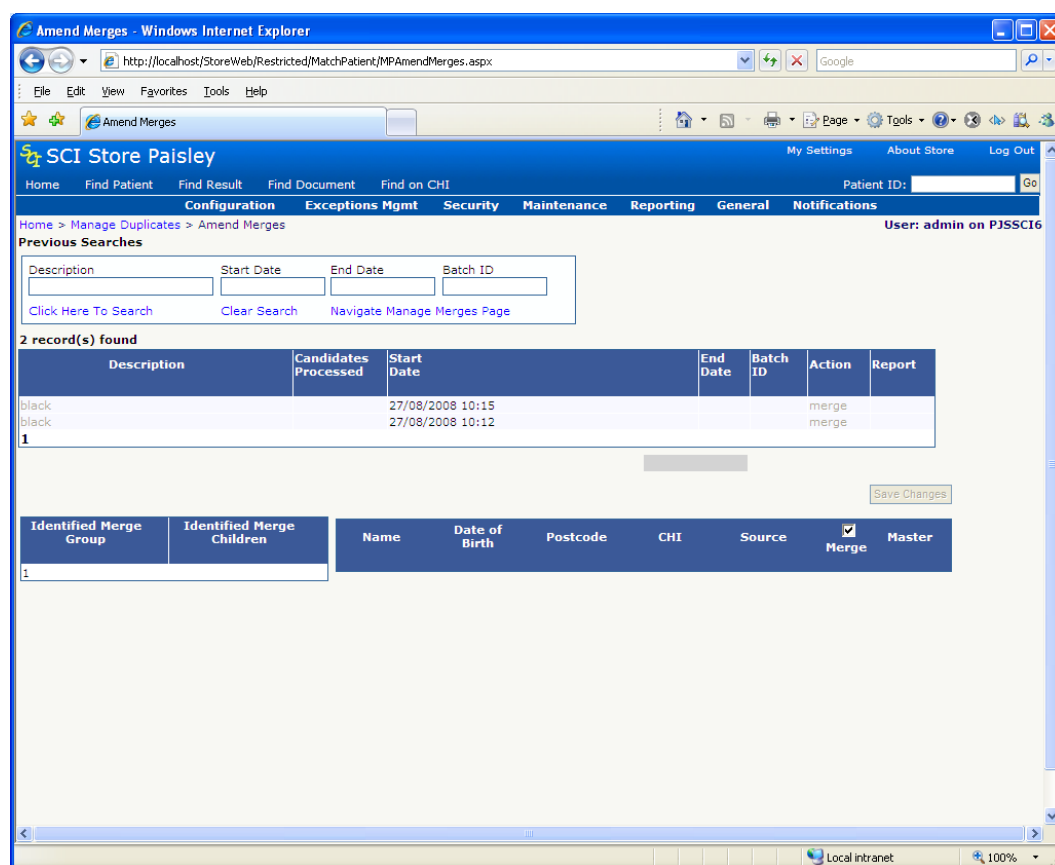 Amend Merges - Windows Internet Explorer
http://localhost/StoreWeb/Restricted/MatchPatient/MPAmendMerges.aspx Google
File Edit View Favorites Tools Help
Amend Merges Page Tools
SCI Store Paisley My Settings About Store Log Out
Home Find Patient Find Result Find Document Find on CHI Patient ID: Go
Configuration Exceptions Mgmt Security Maintenance Reporting General Notifications
Home > Manage Duplicates > Amend Merges User: admin on PJSSCI6
Previous Searches
Description Start Date End Date Batch ID
Click Here To Search Clear Search Navigate Manage Merges Page
2 record(s) found
Description Candidates Processed Start Date End Date Batch ID Action Report
black 27/08/2008 10:15 merge
black 27/08/2008 10:12 merge
1
Save Changes
Identified Merge Group Identified Merge Children Name Date of Birth Postcode CHI Source Merge Master
1
Local intranet 100%